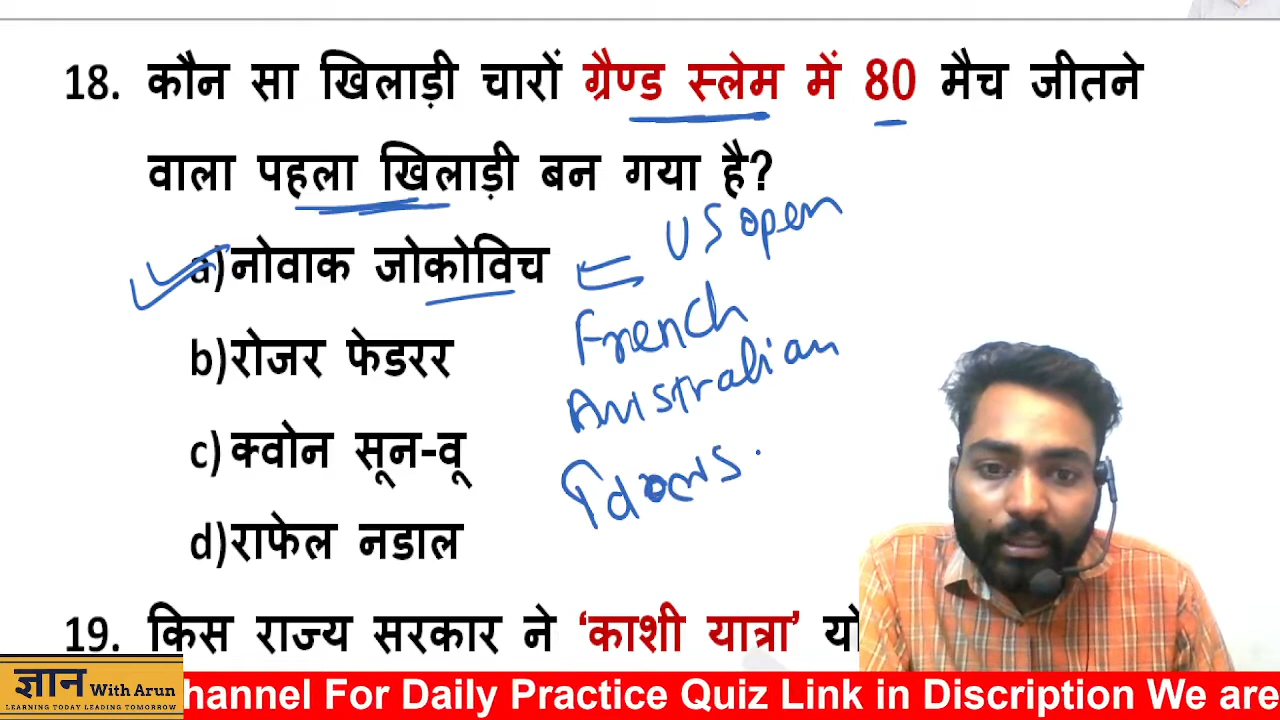 18. कौन सा खिलाड़ी चारों ग्रैण्ड स्लेम में 80 मैच जीतने
वाला पहला खिलाड़ी बन गया है?
a) नोवाक जोकोविच
US open
b) रोजर फेडरर
French
Australian
c) क्वोन सून-वू
d) राफेल नडाल
19. किस राज्य सरकार ने ‘काशी यात्रा’ यो
ज्ञान With Arun
LEARNING TODAY LEADING TOMORROW
hannel For Daily Practice Quiz Link in Discription We are